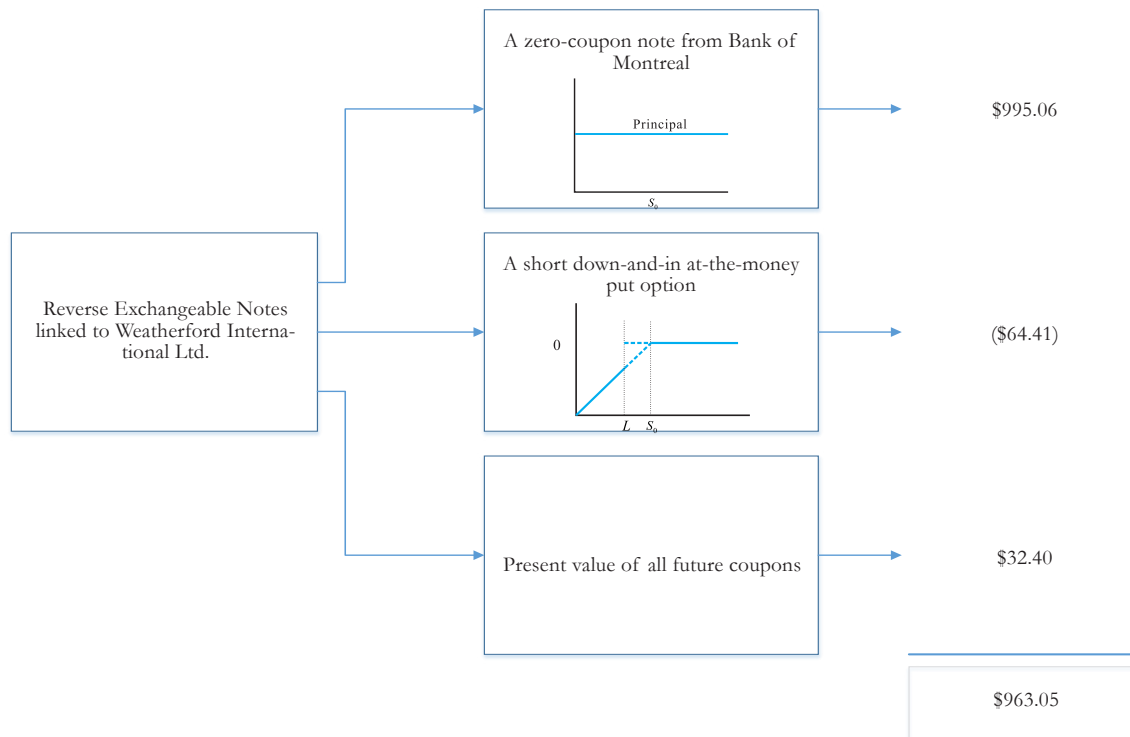 A zero-coupon note from Bank of
Montreal
Principal
S0
$995.06
Reverse Exchangeable Notes
linked to Weatherford Interna-
tional Ltd.
A short down-and-in at-the-money
put option
0
L S0
($64.41)
Present value of all future coupons
$32.40
$963.05